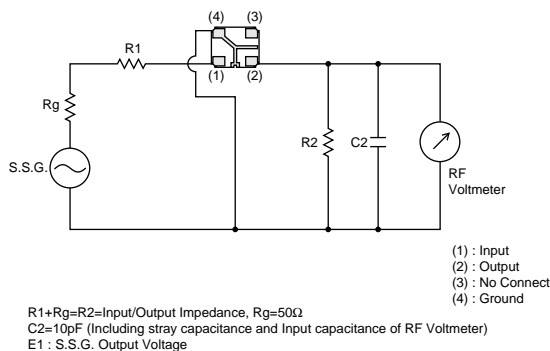 (4) (3)
R1
(1) (2)
Rg
R2 C2
S.S.G.
RF
Voltmeter
(1) : Input
(2) : Output
(3) : No Connect
(4) : Ground
R1+Rg=R2=Input/Output Impedance, Rg=50Ω
C2=10pF (Including stray capacitance and Input capacitance of RF Voltmeter)
E1 : S.S.G. Output Voltage